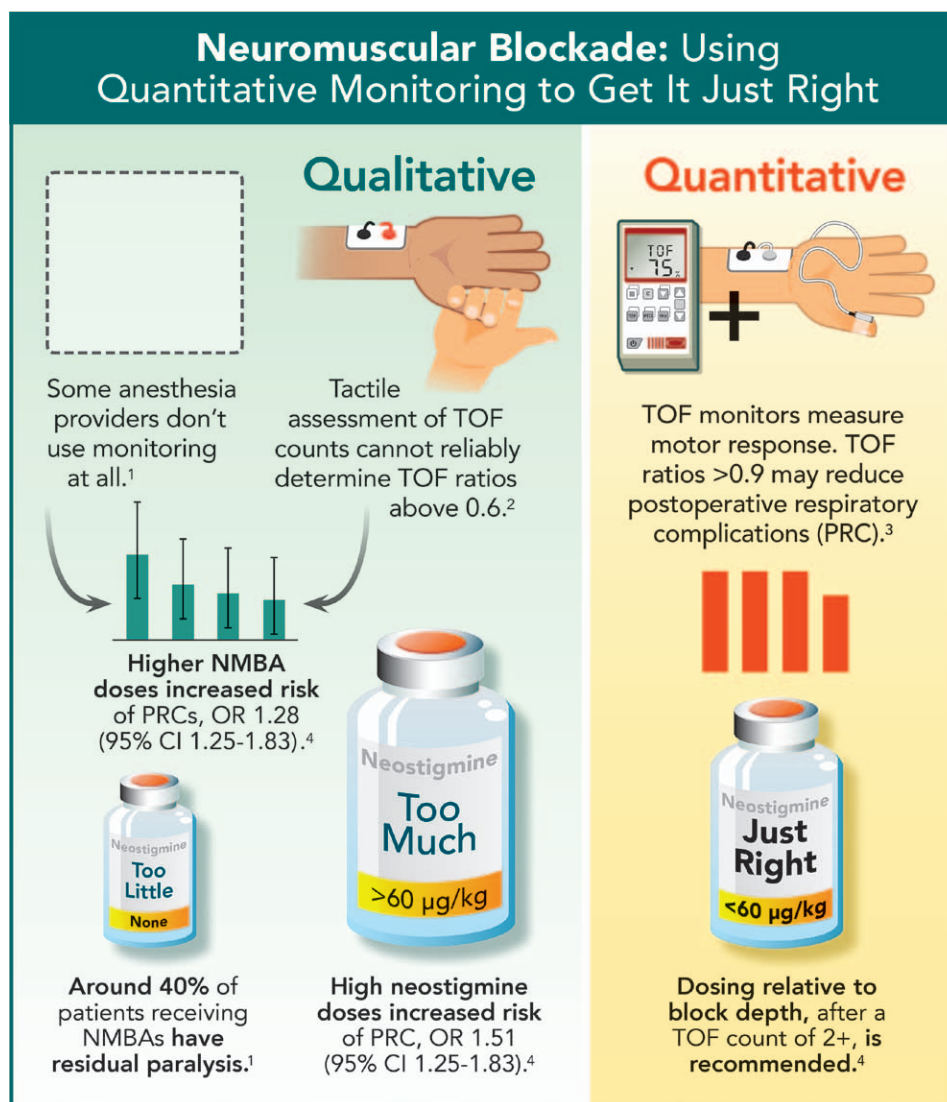 Neuromuscular Blockade: Using
Quantitative Monitoring to Get It Just Right
Some anesthesia
providers don't
use monitoring
at all.¹
Qualitative
Tactile
assessment of TOF
counts cannot reliably
determine TOF ratios
above 0.6.²
Higher NMBA
doses increased risk
of PRCs, OR 1.28
(95% CI 1.25-1.83).⁴
Neostigmine
Too
Little
None
Around 40% of
patients receiving
NMBAs have
residual paralysis.¹
Neostigmine
Too
Much
>60 µg/kg
High neostigmine
doses increased risk
of PRC, OR 1.51
(95% CI 1.25-1.83).⁴
Quantitative
TOF
75%
TOF monitors measure
motor response. TOF
ratios >0.9 may reduce
postoperative respiratory
complications (PRC).³
Neostigmine
Just
Right
<60 µg/kg
Dosing relative to
block depth, after a
TOF count of 2+, is
recommended.⁴